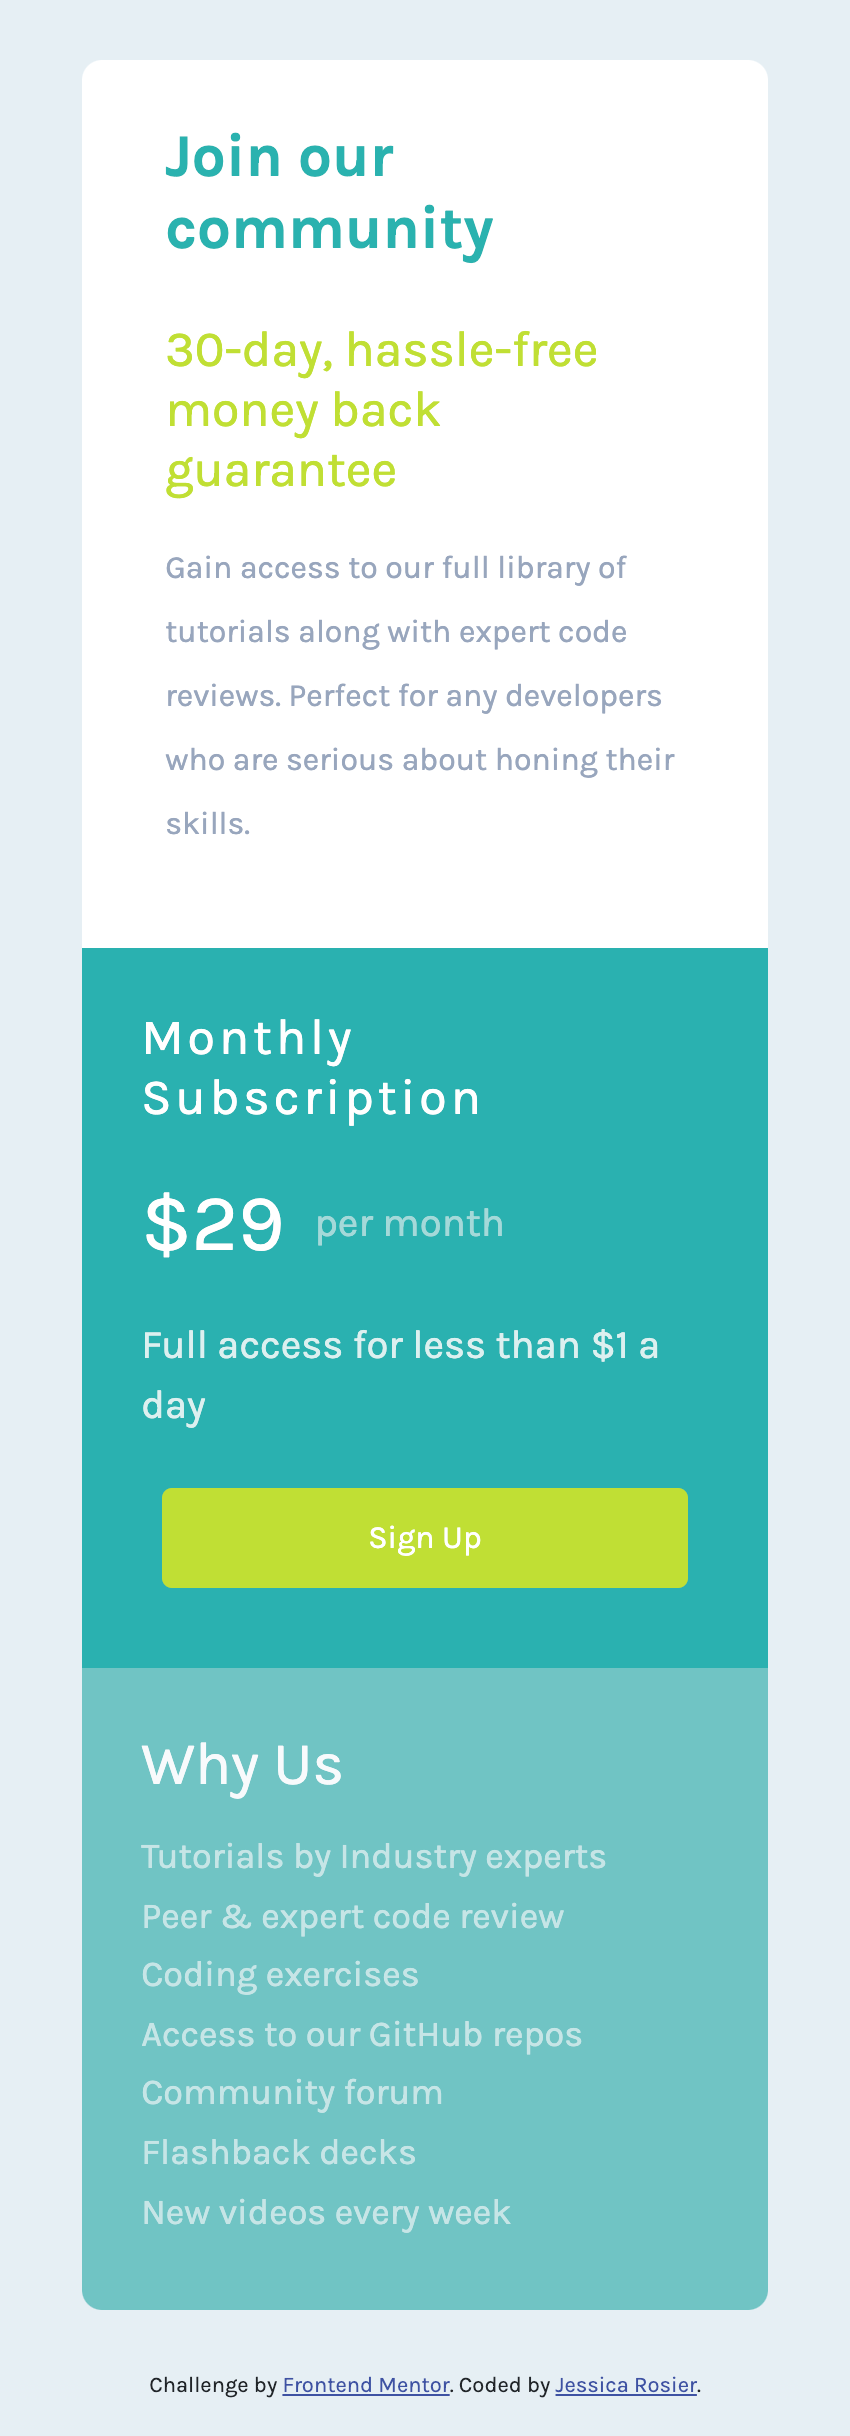 Join our
community
30-day, hassle-free
money back
guarantee
Gain access to our full library of
tutorials along with expert code
reviews. Perfect for any developers
who are serious about honing their
skills.
Monthly
Subscription
$29 per month
Full access for less than $1 a
day
Sign Up
Why Us
Tutorials by Industry experts
Peer & expert code review
Coding exercises
Access to our GitHub repos
Community forum
Flashback decks
New videos every week
Challenge by Frontend Mentor. Coded by Jessica Rosier.